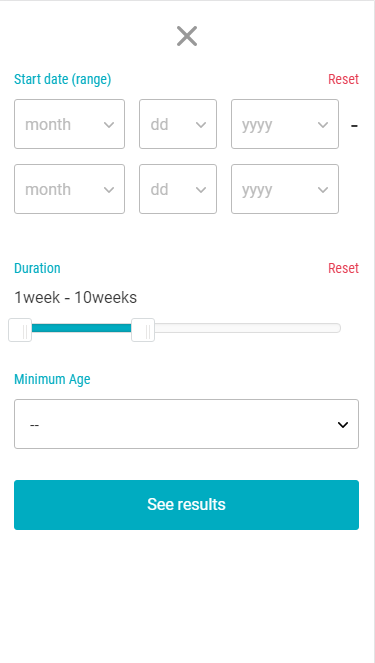 Start date (range) Reset
month dd yyyy -
month dd yyyy
Duration Reset
1week - 10weeks
Minimum Age
--
See results